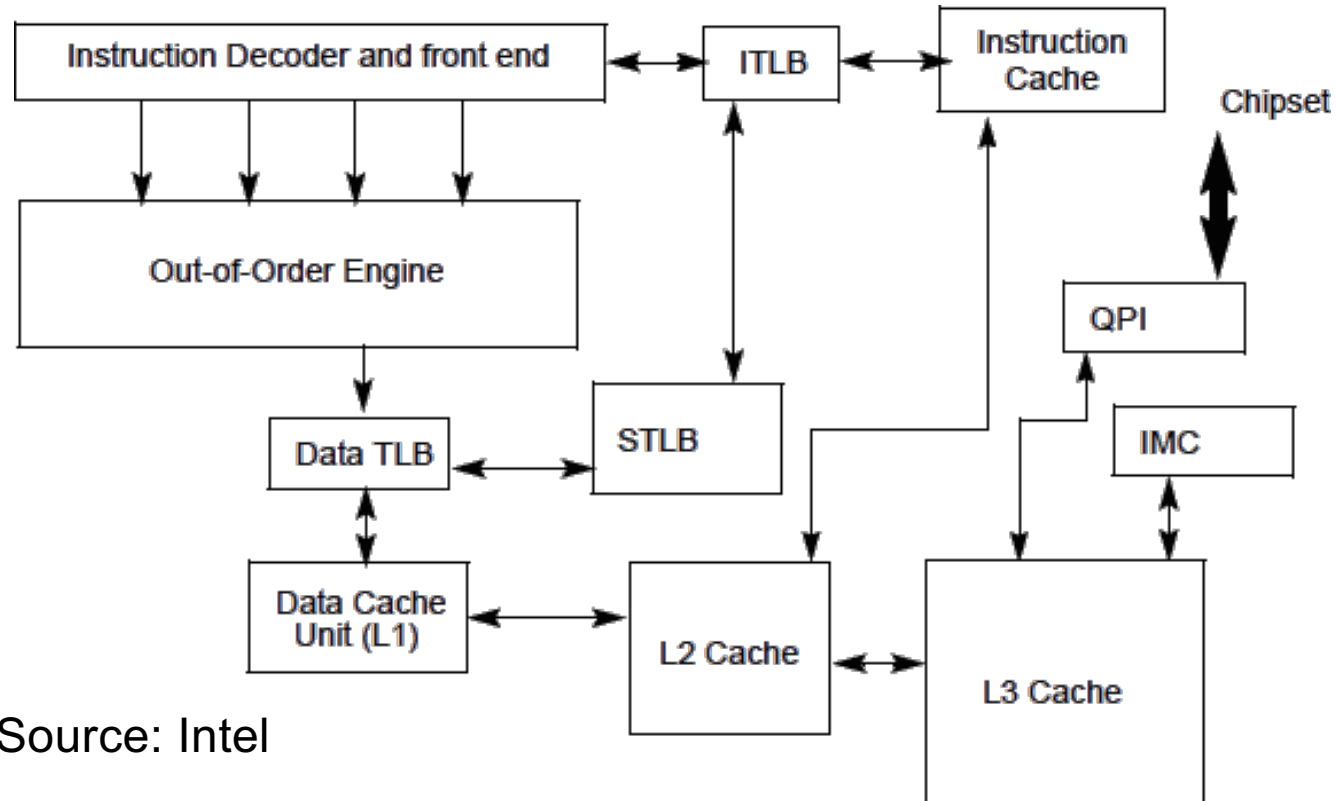 Instruction Decoder and front end
ITLB
Instruction
Cache
Chipset
Out-of-Order Engine
QPI
Data TLB
STLB
IMC
Data Cache
Unit (L1)
L2 Cache
L3 Cache
Source: Intel